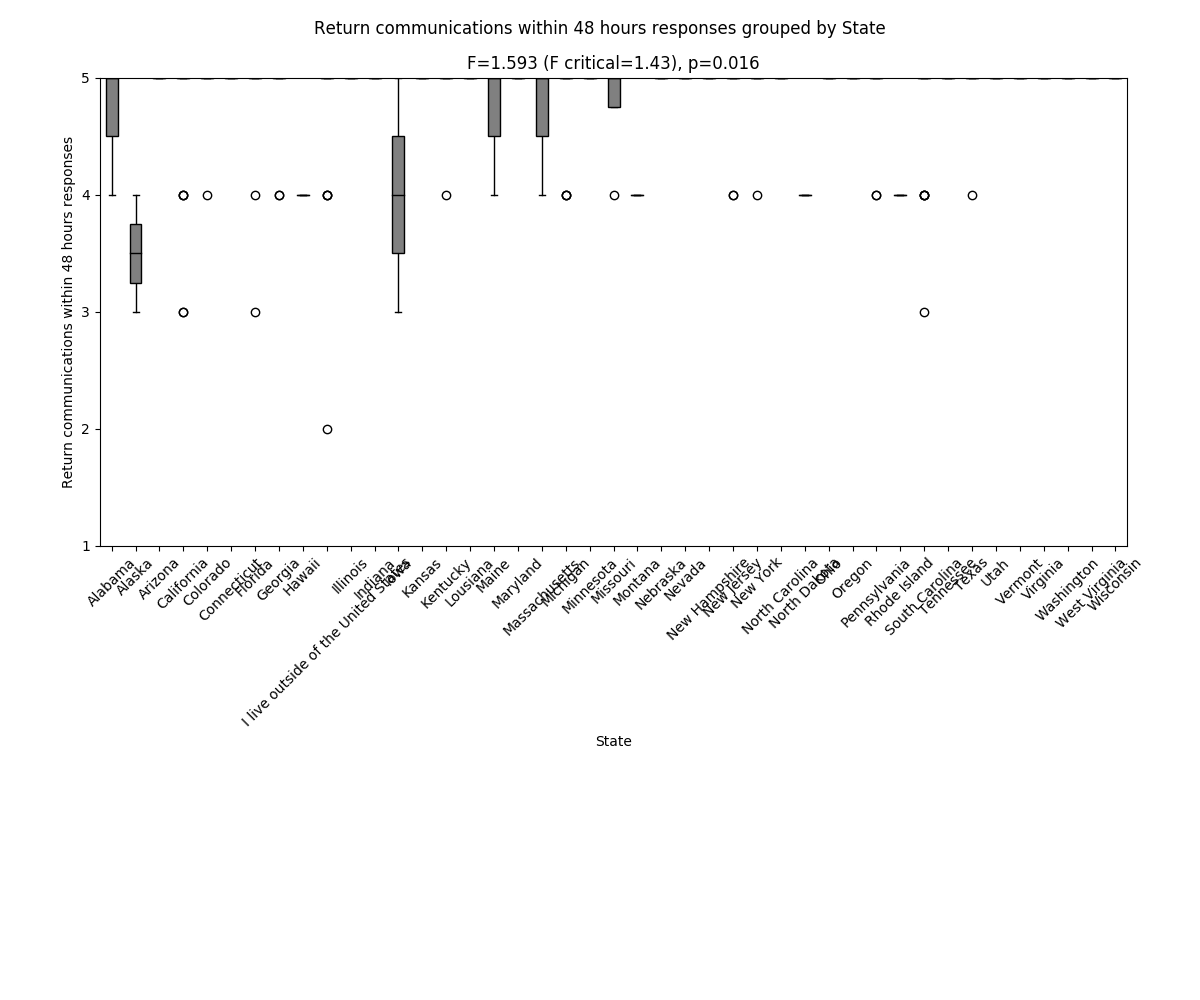 Return communications within 48 hours responses grouped by State
F=1.593 (F critical=1.43), p=0.016
Return communications within 48 hours responses
5
4
3
2
1
Alabama
Alaska
Arizona
California
Colorado
Connecticut
Florida
Georgia
Hawaii
I live outside of the United States
Illinois
Indiana
Iowa
Kansas
Kentucky
Lousiana
Maine
Maryland
Massachusetts
Michigan
Minnesota
Missouri
Montana
Nebraska
Nevada
New Hampshire
New Jersey
New York
North Carolina
North Dakota
Ohio
Oregon
Pennsylvania
Rhode Island
South Carolina
Tennessee
Texas
Utah
Vermont
Virginia
Washington
West Virginia
Wisconsin
State